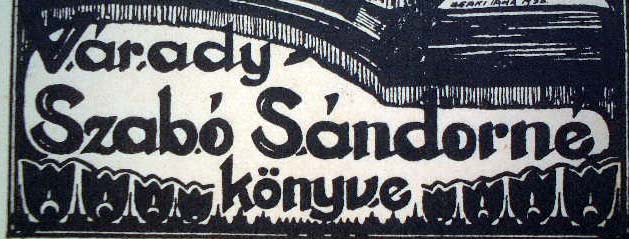 Várady
Szabó Sándorné
könyve